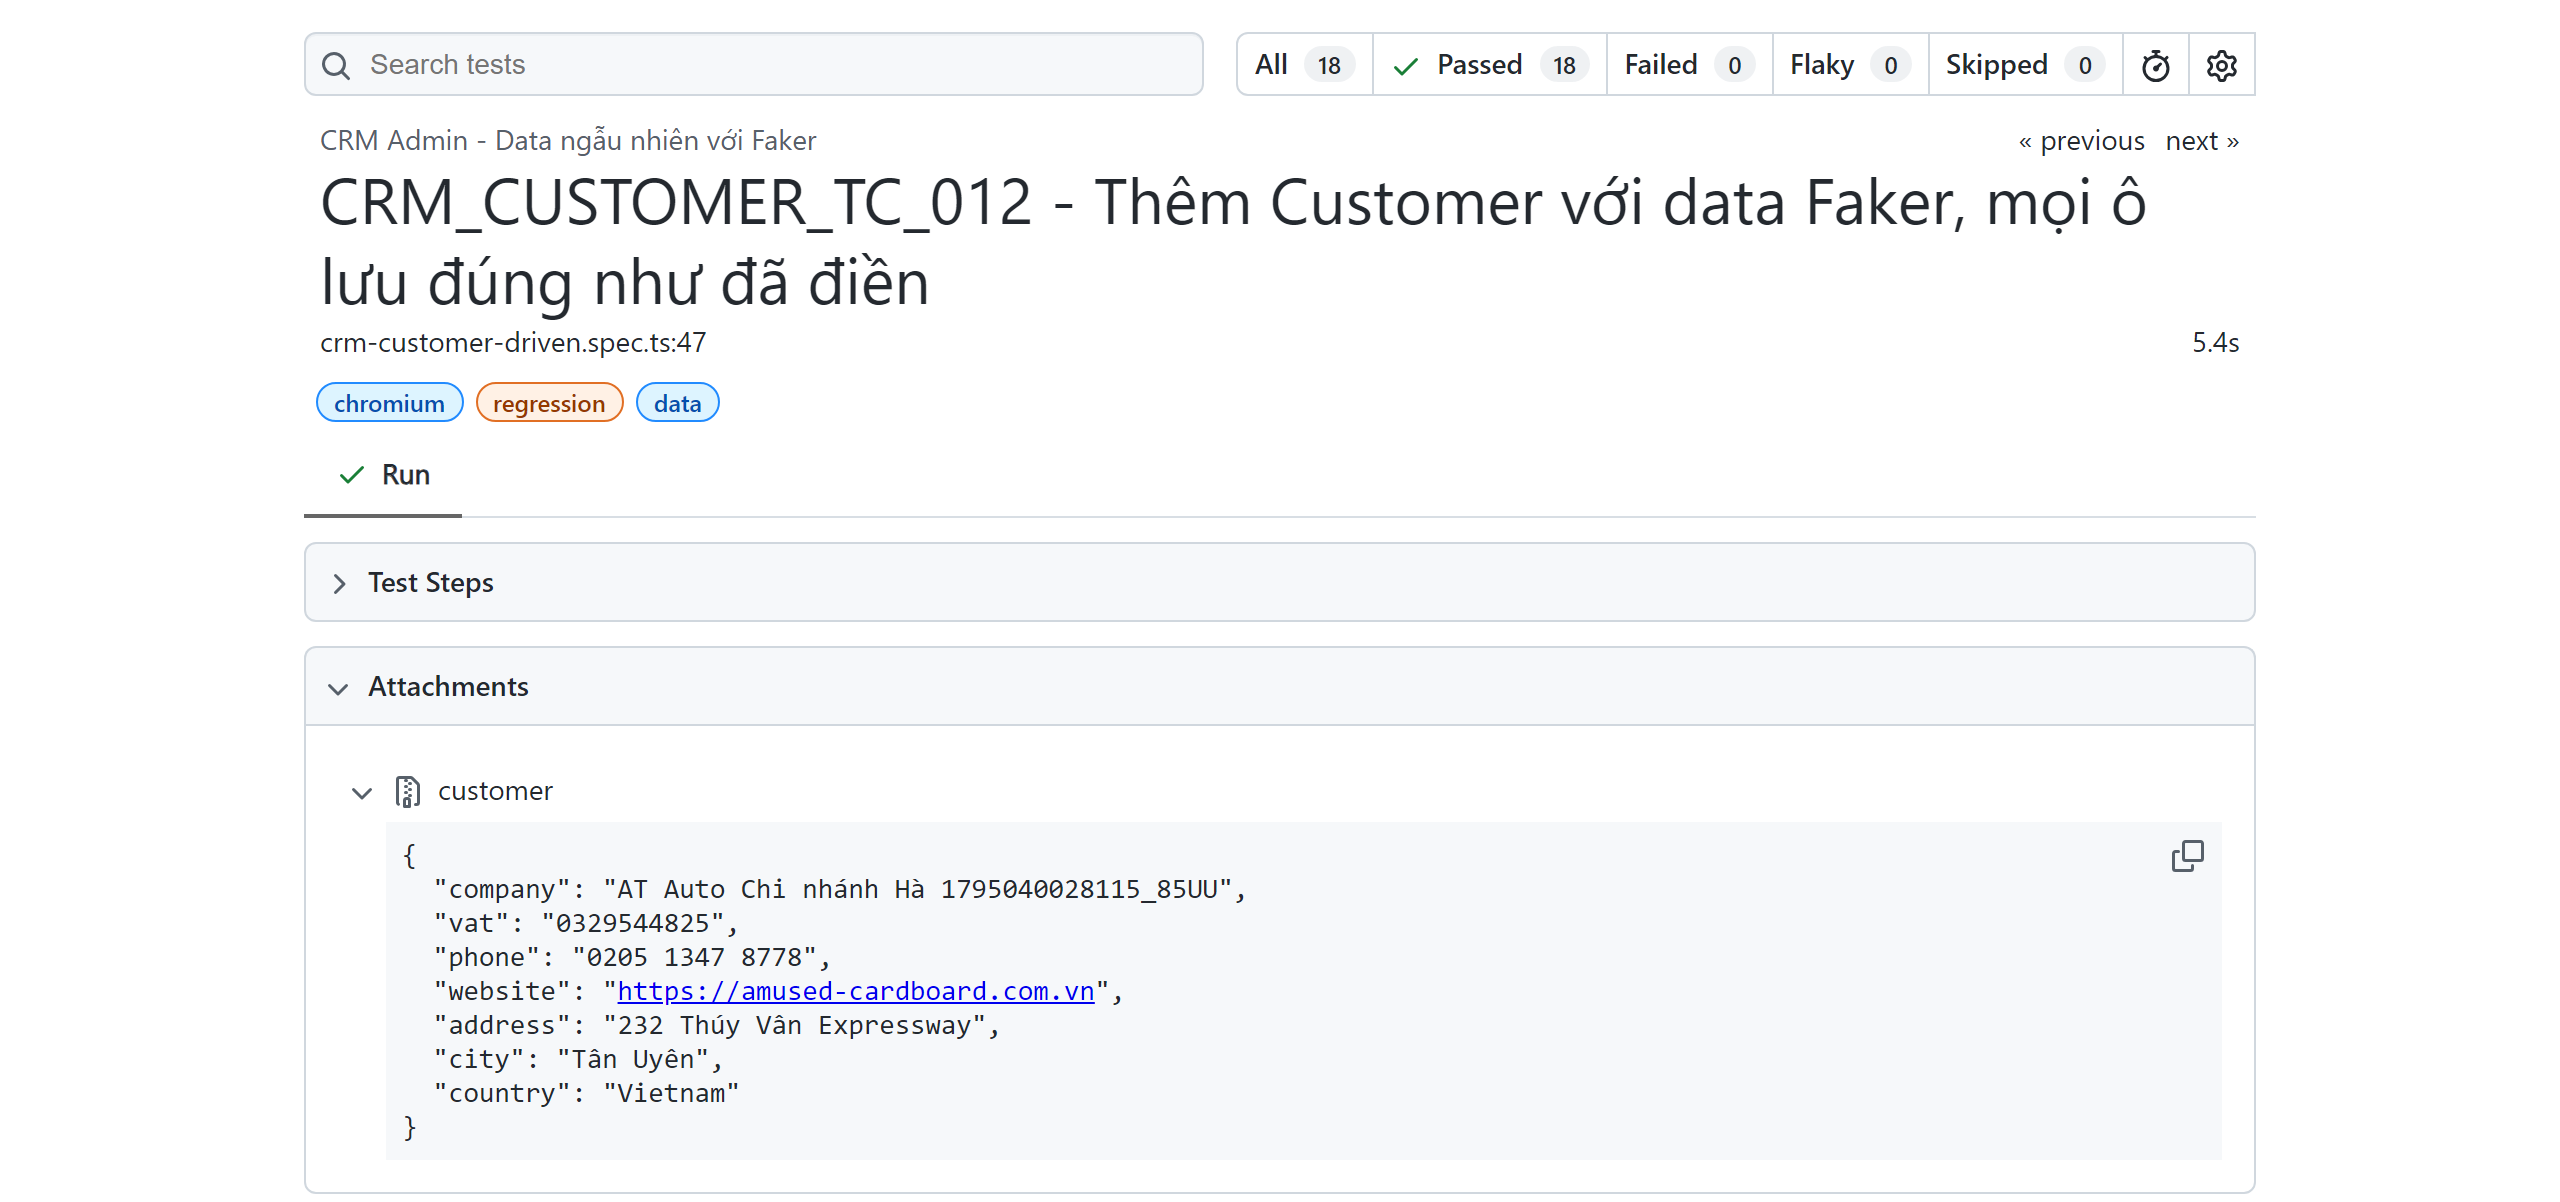 Search tests
All 18 Passed 18 Failed 0 Flaky 0 Skipped 0
CRM Admin - Data ngẫu nhiên với Faker
« previous next »
CRM_CUSTOMER_TC_012 - Thêm Customer với data Faker, mọi ô
lưu đúng như đã điền
crm-customer-driven.spec.ts:47
5.4s
chromium regression data
Run
Test Steps
Attachments
customer
{
  "company": "AT Auto Chi nhánh Hà 1795040028115_85UU",
  "vat": "0329544825",
  "phone": "0205 1347 8778",
  "website": "https://amused-cardboard.com.vn",
  "address": "232 Thúy Vân Expressway",
  "city": "Tân Uyên",
  "country": "Vietnam"
}